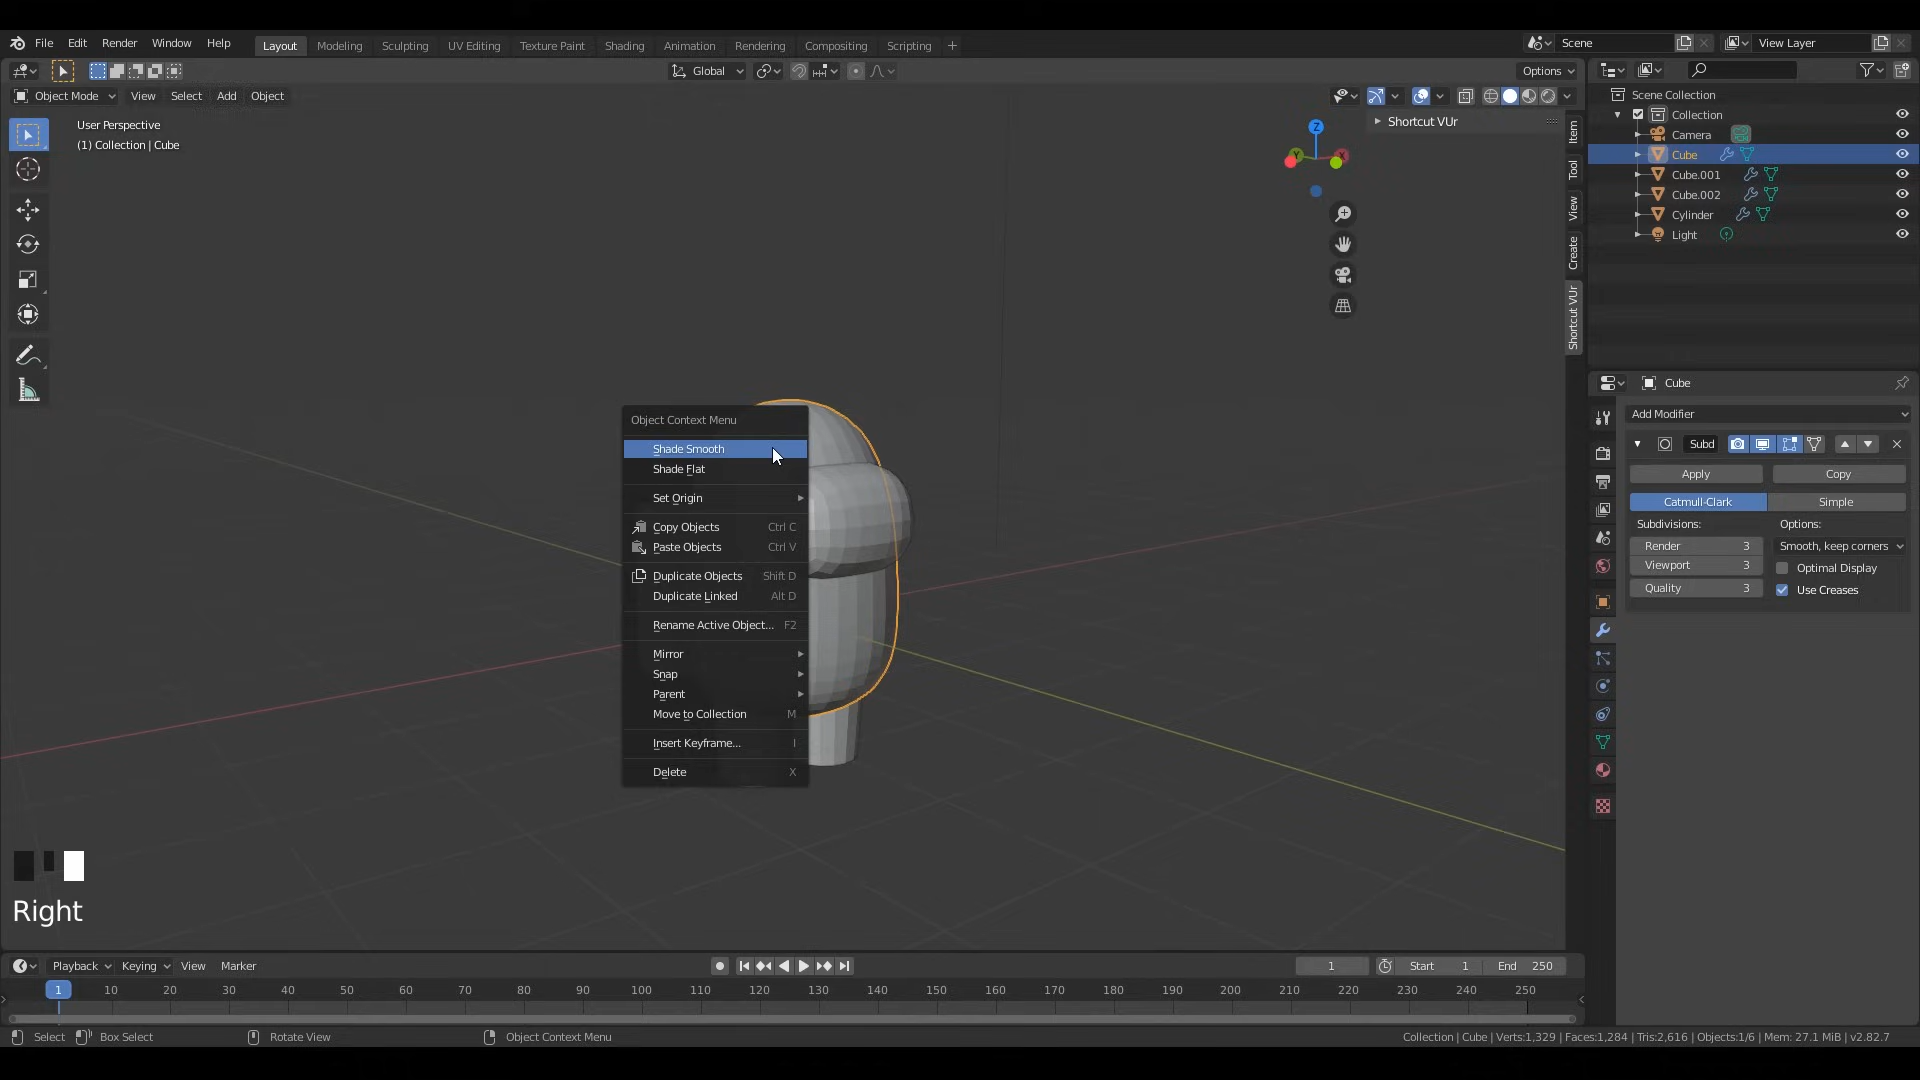 File Edit Render Window Help Layout Modeling Sculpting UV Editing Texture Paint Shading Animation Rendering Compositing Scripting + Scene View Layer
Global Options
Object Mode View Select Add Object
User Perspective
(1) Collection | Cube
Z
Y
X
Shortcut VUr
Item
Tool
View
Create
Shortcut VUr
Scene Collection
Collection
Camera
Cube
Cube.001
Cube.002
Cylinder
Light
Cube
Add Modifier
Subd
Apply Copy
Catmull-Clark Simple
Subdivisions: Options:
Render 3 Smooth, keep corners
Viewport 3 Optimal Display
Quality 3 Use Creases
Object Context Menu
Shade Smooth
Shade Flat
Set Origin
Copy Objects Ctrl C
Paste Objects Ctrl V
Duplicate Objects Shift D
Duplicate Linked Alt D
Rename Active Object... F2
Mirror
Snap
Parent
Move to Collection M
Insert Keyframe... I
Delete X
Right
Playback Keying View Marker 1 Start 1 End 250
1 10 20 30 40 50 60 70 80 90 100 110 120 130 140 150 160 170 180 190 200 210 220 230 240 250
Select Box Select Rotate View Object Context Menu Collection | Cube | Verts:1,329 | Faces:1,284 | Tris:2,616 | Objects:1/6 | Mem: 27.1 MiB | v2.82.7